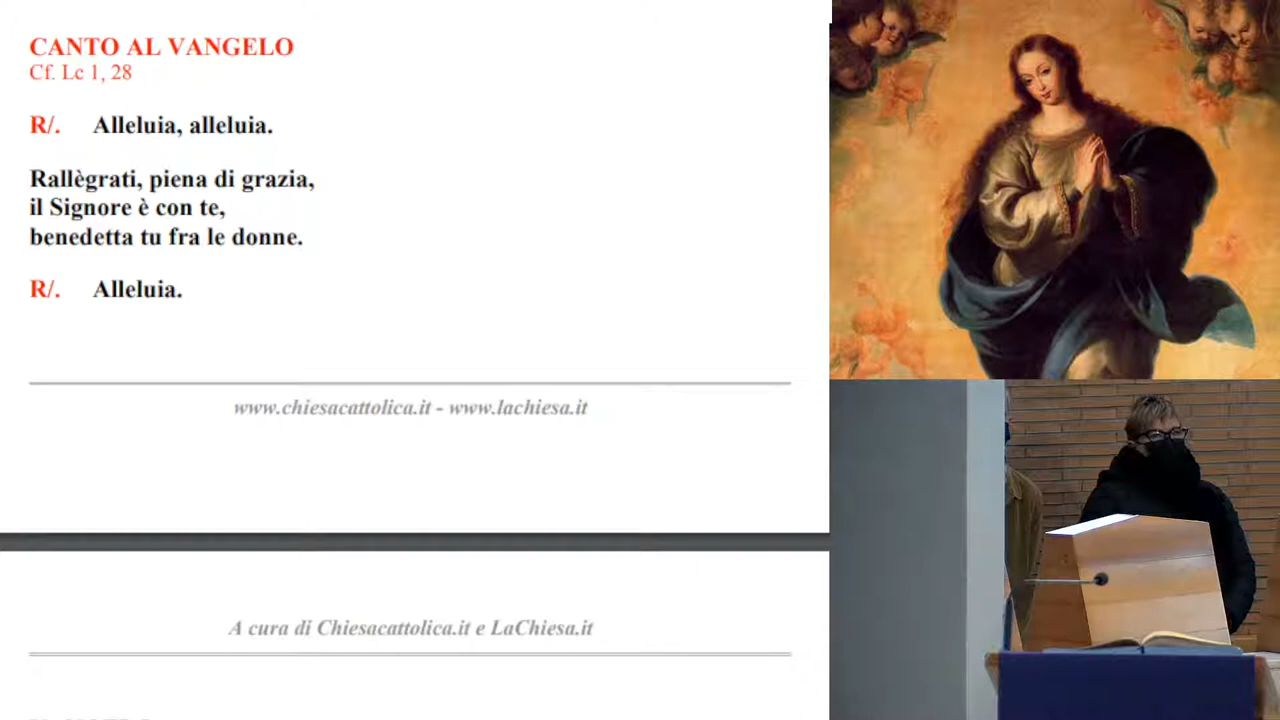 CANTO AL VANGELO
Cf. Lc 1, 28
R/. Alleluia, alleluia.
Rallègrati, piena di grazia,
il Signore è con te,
benedetta tu fra le donne.
R/. Alleluia.
www.chiesacattolica.it - www.lachiesa.it
A cura di Chiesacattolica.it e LaChiesa.it